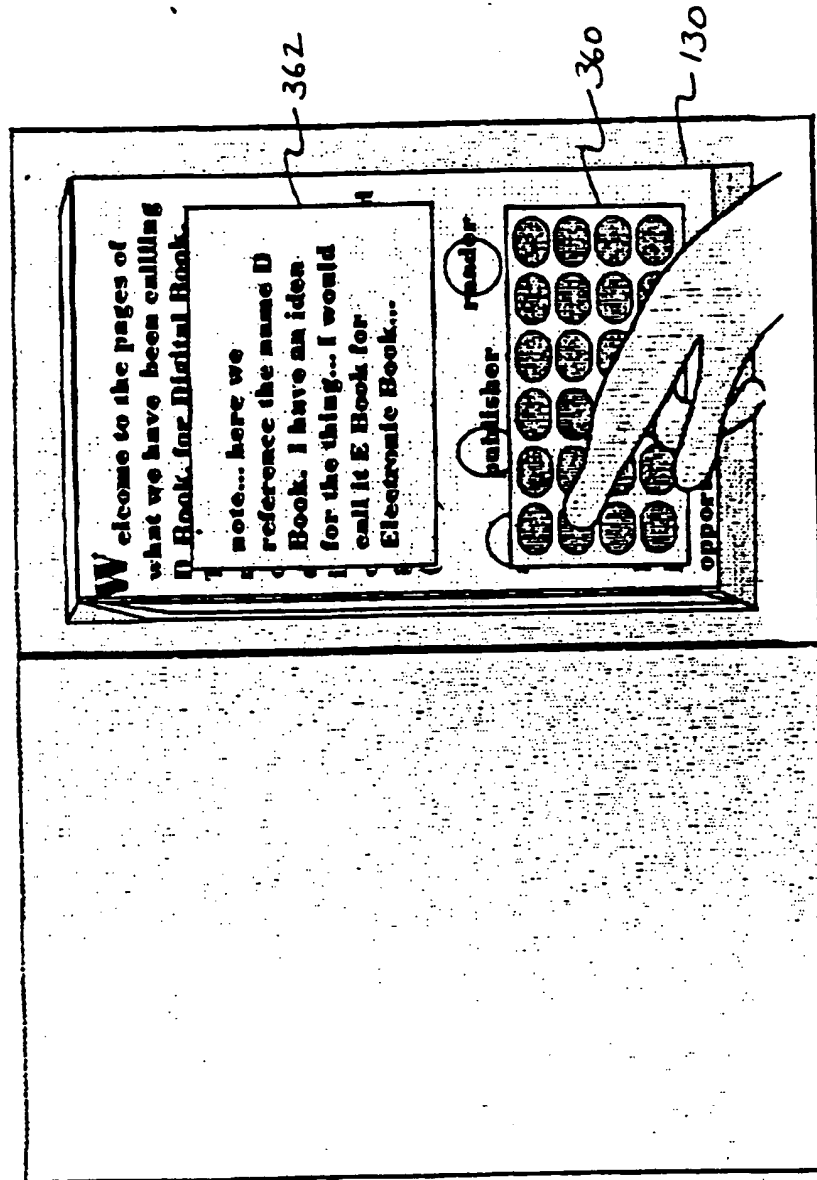 Welcome to the pages of
what we have been callling
D Book, for Digital Book.
note... here we
reference the name D
Book. I have an idea
for the thing... I would
call it E Book for
Electronic Book...
publisher
reader
oppor
362
360
130